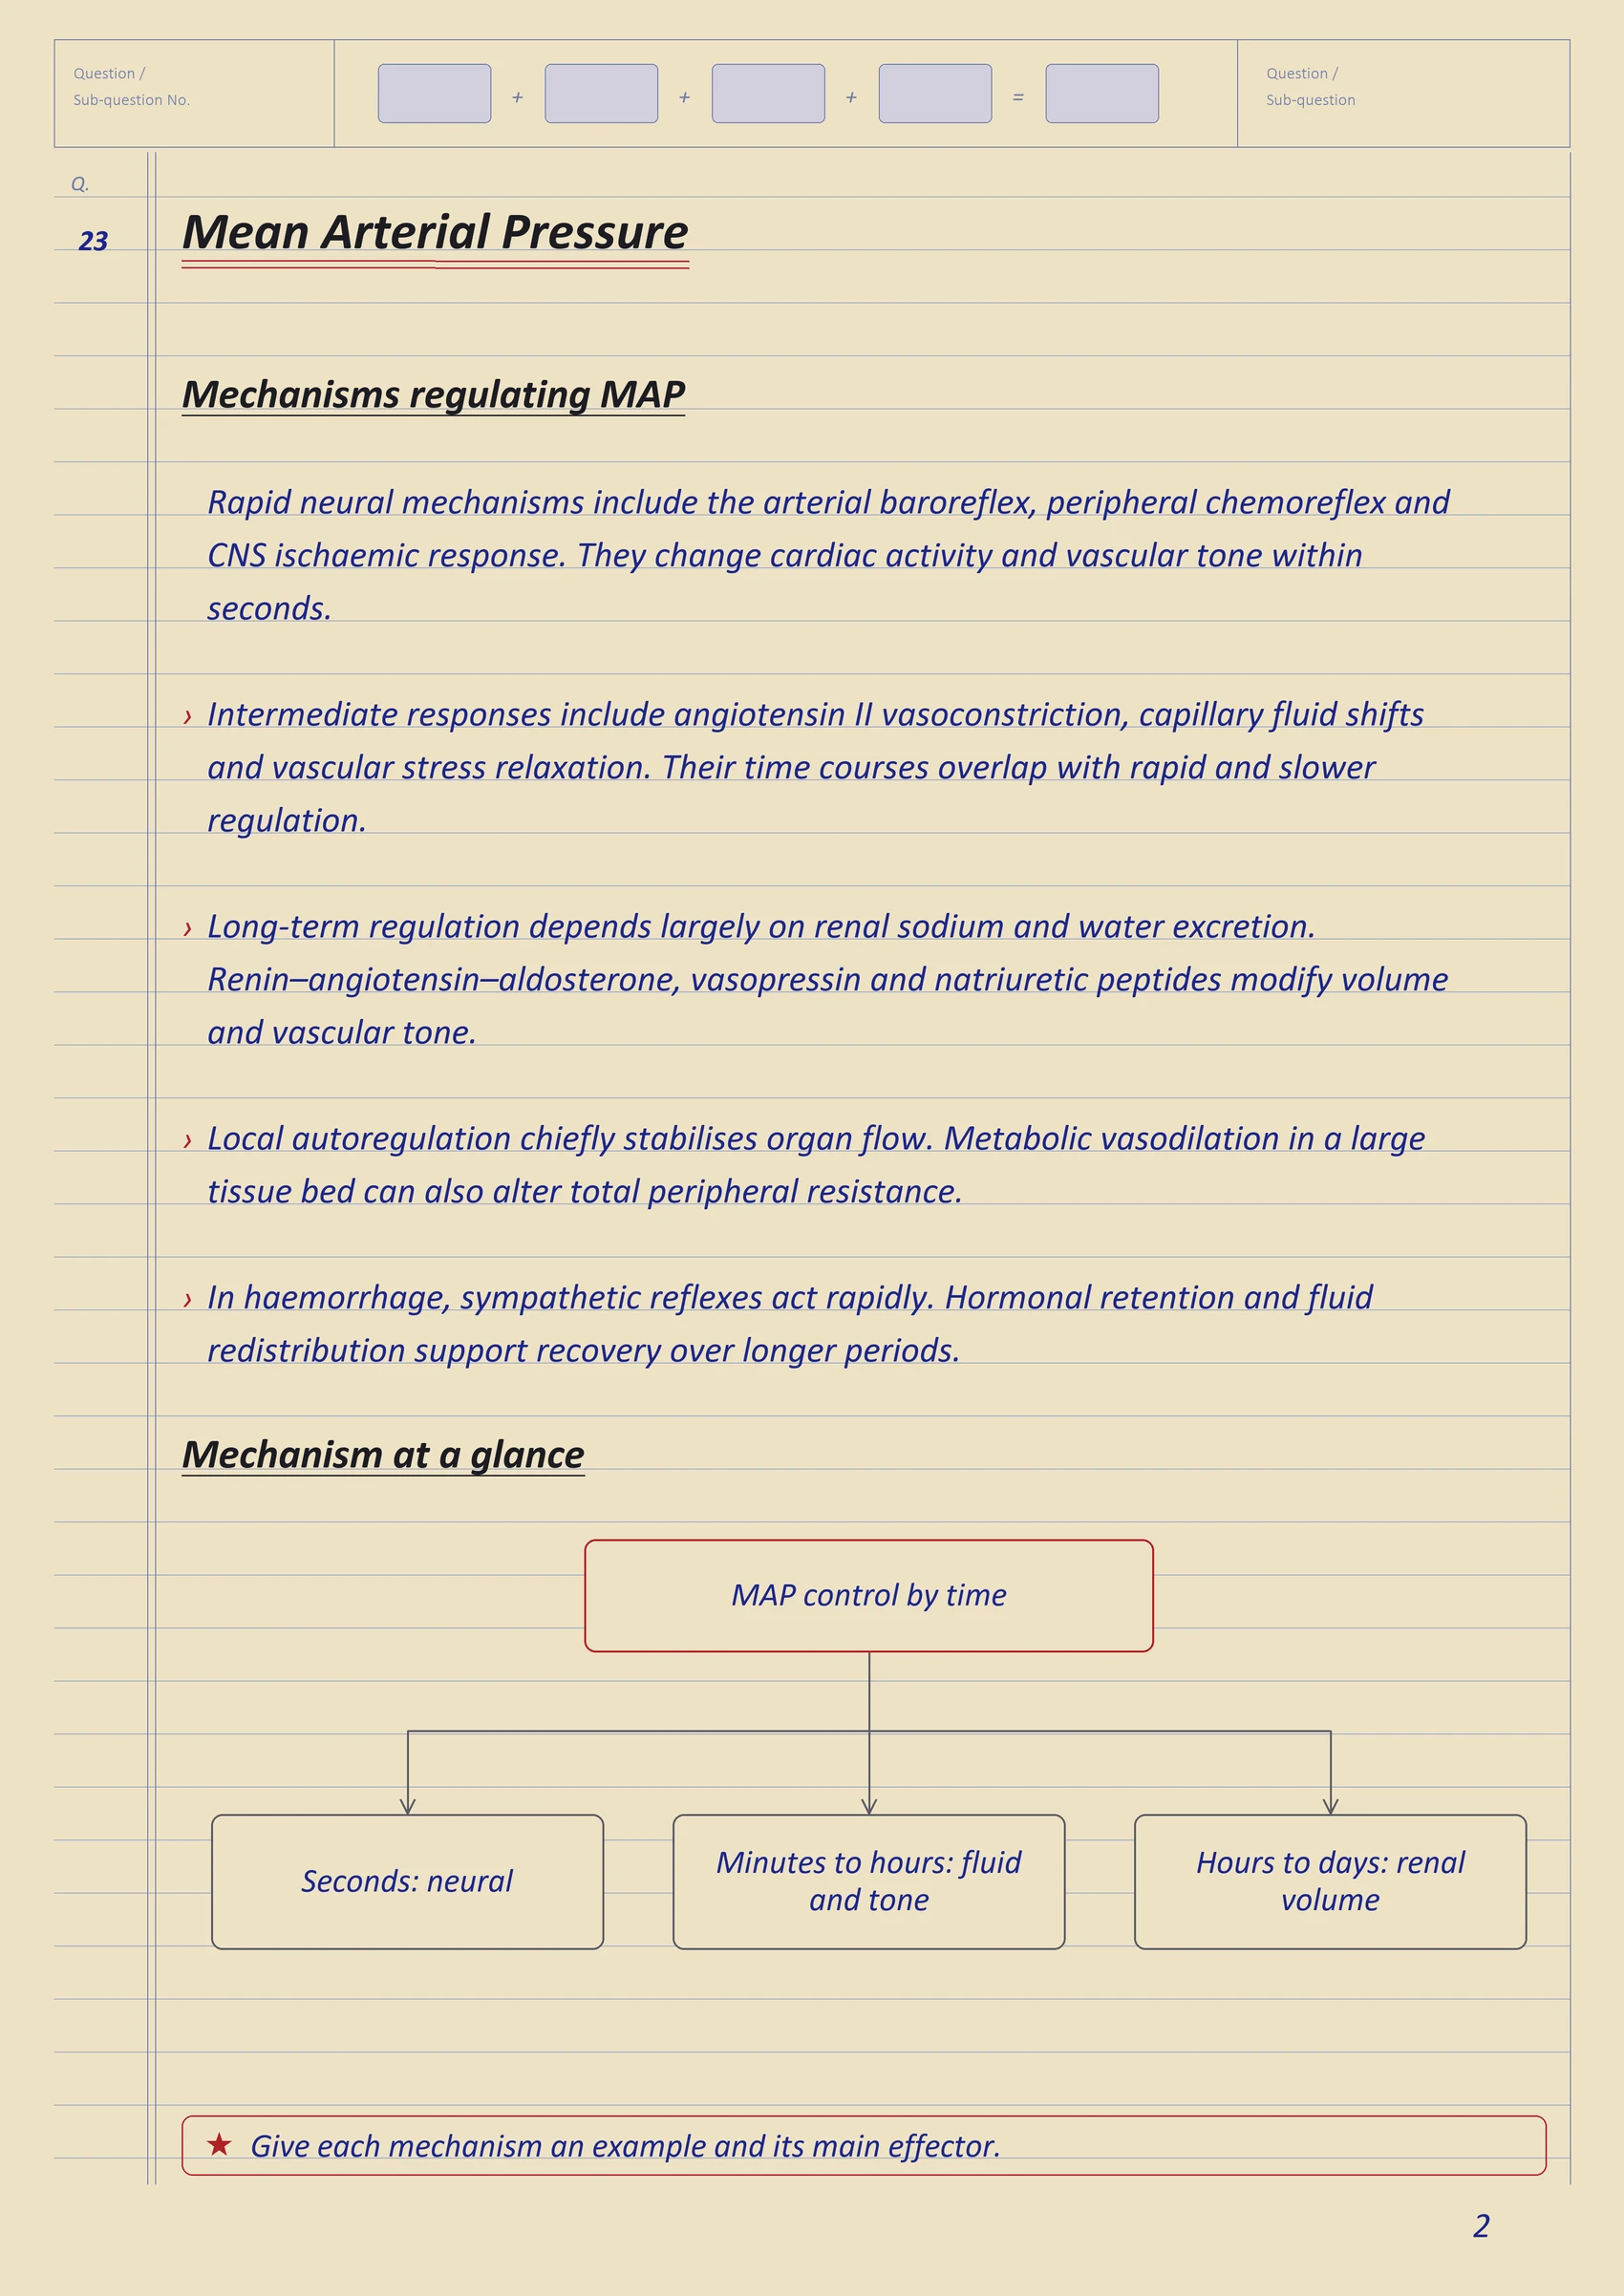 Question /
Sub-question No.
+ + + =
Question /
Sub-question
Q.
23
Mean Arterial Pressure
Mechanisms regulating MAP
Rapid neural mechanisms include the arterial baroreflex, peripheral chemoreflex and
CNS ischaemic response. They change cardiac activity and vascular tone within
seconds.
› Intermediate responses include angiotensin II vasoconstriction, capillary fluid shifts
and vascular stress relaxation. Their time courses overlap with rapid and slower
regulation.
› Long-term regulation depends largely on renal sodium and water excretion.
Renin–angiotensin–aldosterone, vasopressin and natriuretic peptides modify volume
and vascular tone.
› Local autoregulation chiefly stabilises organ flow. Metabolic vasodilation in a large
tissue bed can also alter total peripheral resistance.
› In haemorrhage, sympathetic reflexes act rapidly. Hormonal retention and fluid
redistribution support recovery over longer periods.
Mechanism at a glance
MAP control by time
Seconds: neural
Minutes to hours: fluid
and tone
Hours to days: renal
volume
★ Give each mechanism an example and its main effector.
2